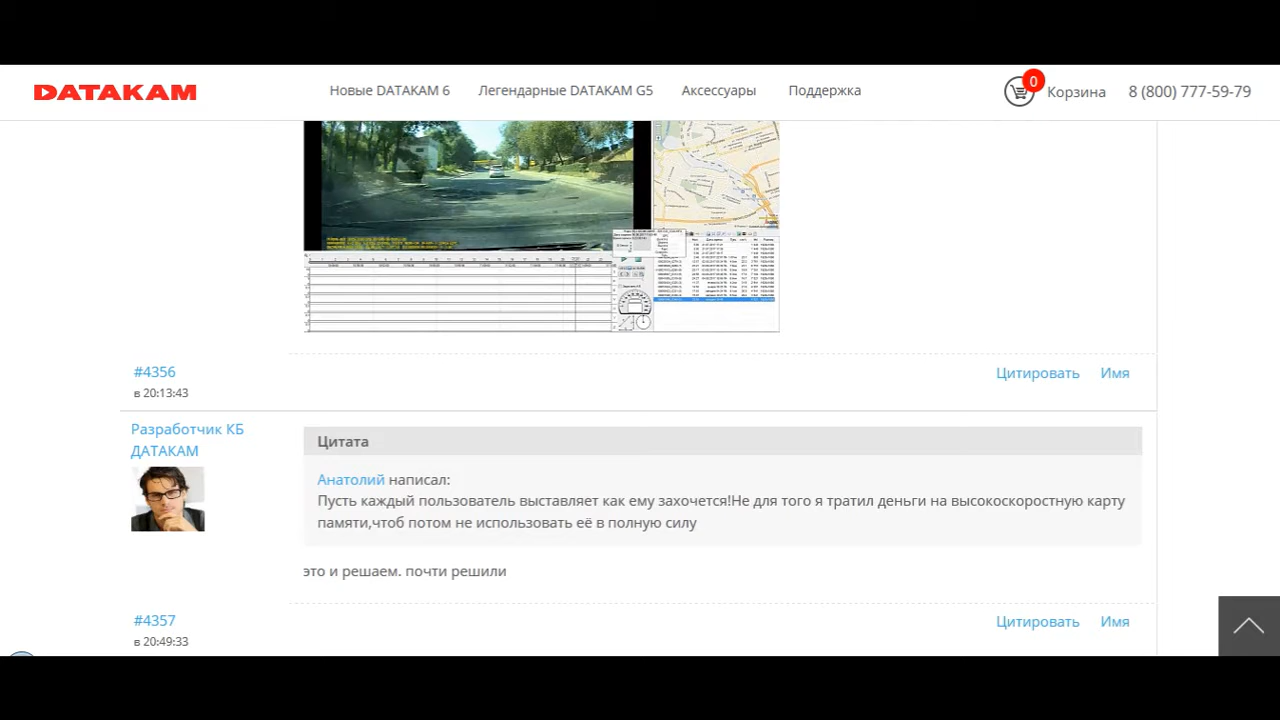 DATAKAM
Новые DATAKAM 6
Легендарные DATAKAM G5
Аксессуары
Поддержка
0
Корзина
8 (800) 777-59-79
#4356
в 20:13:43
Цитировать
Имя
Разработчик КБ
ДАТАКАМ
Цитата
Анатолий написал:
Пусть каждый пользователь выставляет как ему захочется!Не для того я тратил деньги на высокоскоростную карту
памяти,чтоб потом не использовать её в полную силу
это и решаем. почти решили
#4357
в 20:49:33
Цитировать
Имя